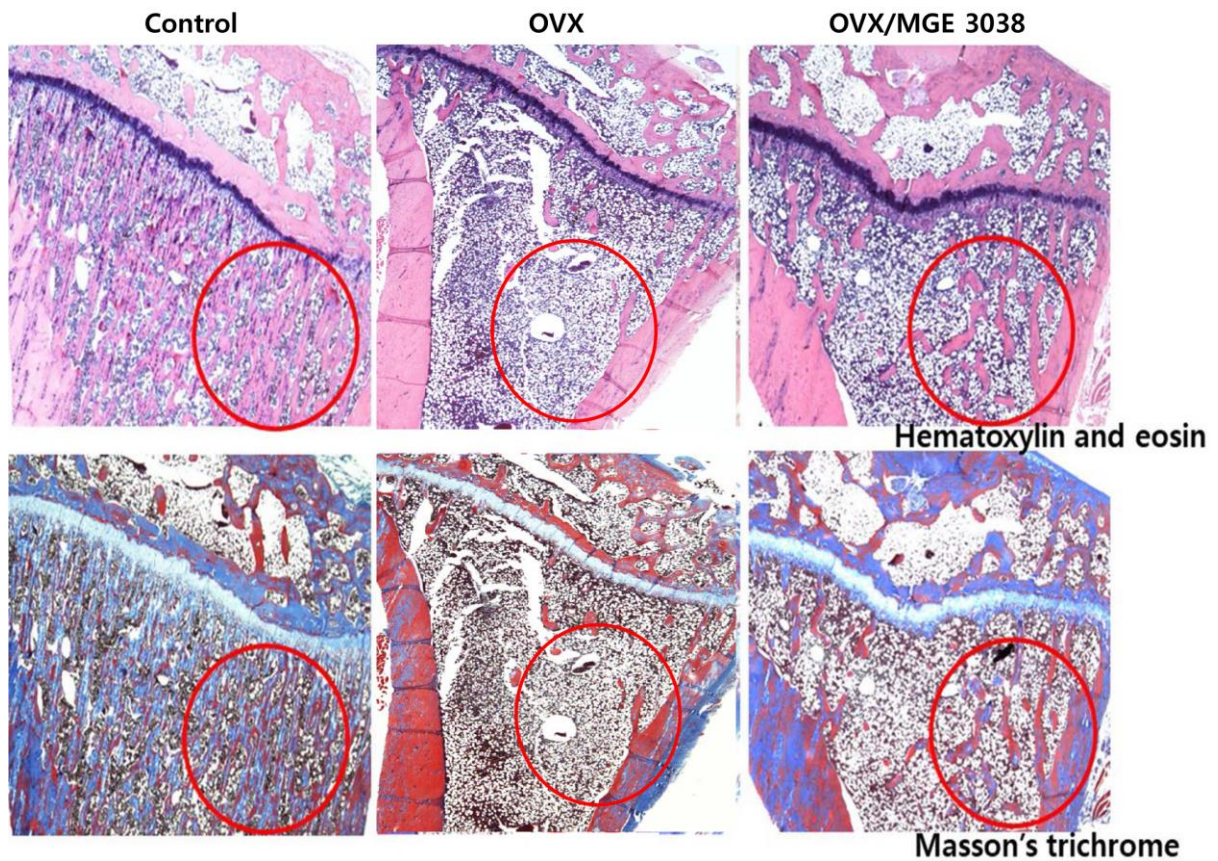 Control
OVX
OVX/MGE 3038
Hematoxylin and eosin
Masson's trichrome